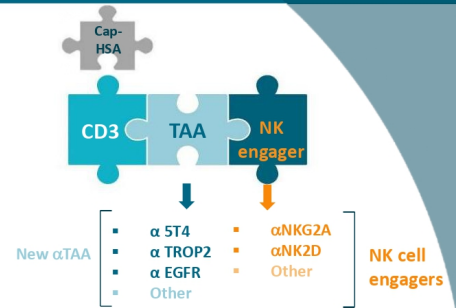 Cap-
HSA
CD3
TAA
NK
engager
New αTAA
▪ α 5T4
▪ α TROP2
▪ α EGFR
▪ Other
▪ αNKG2A
▪ αNK2D
▪ Other
NK cell
engagers